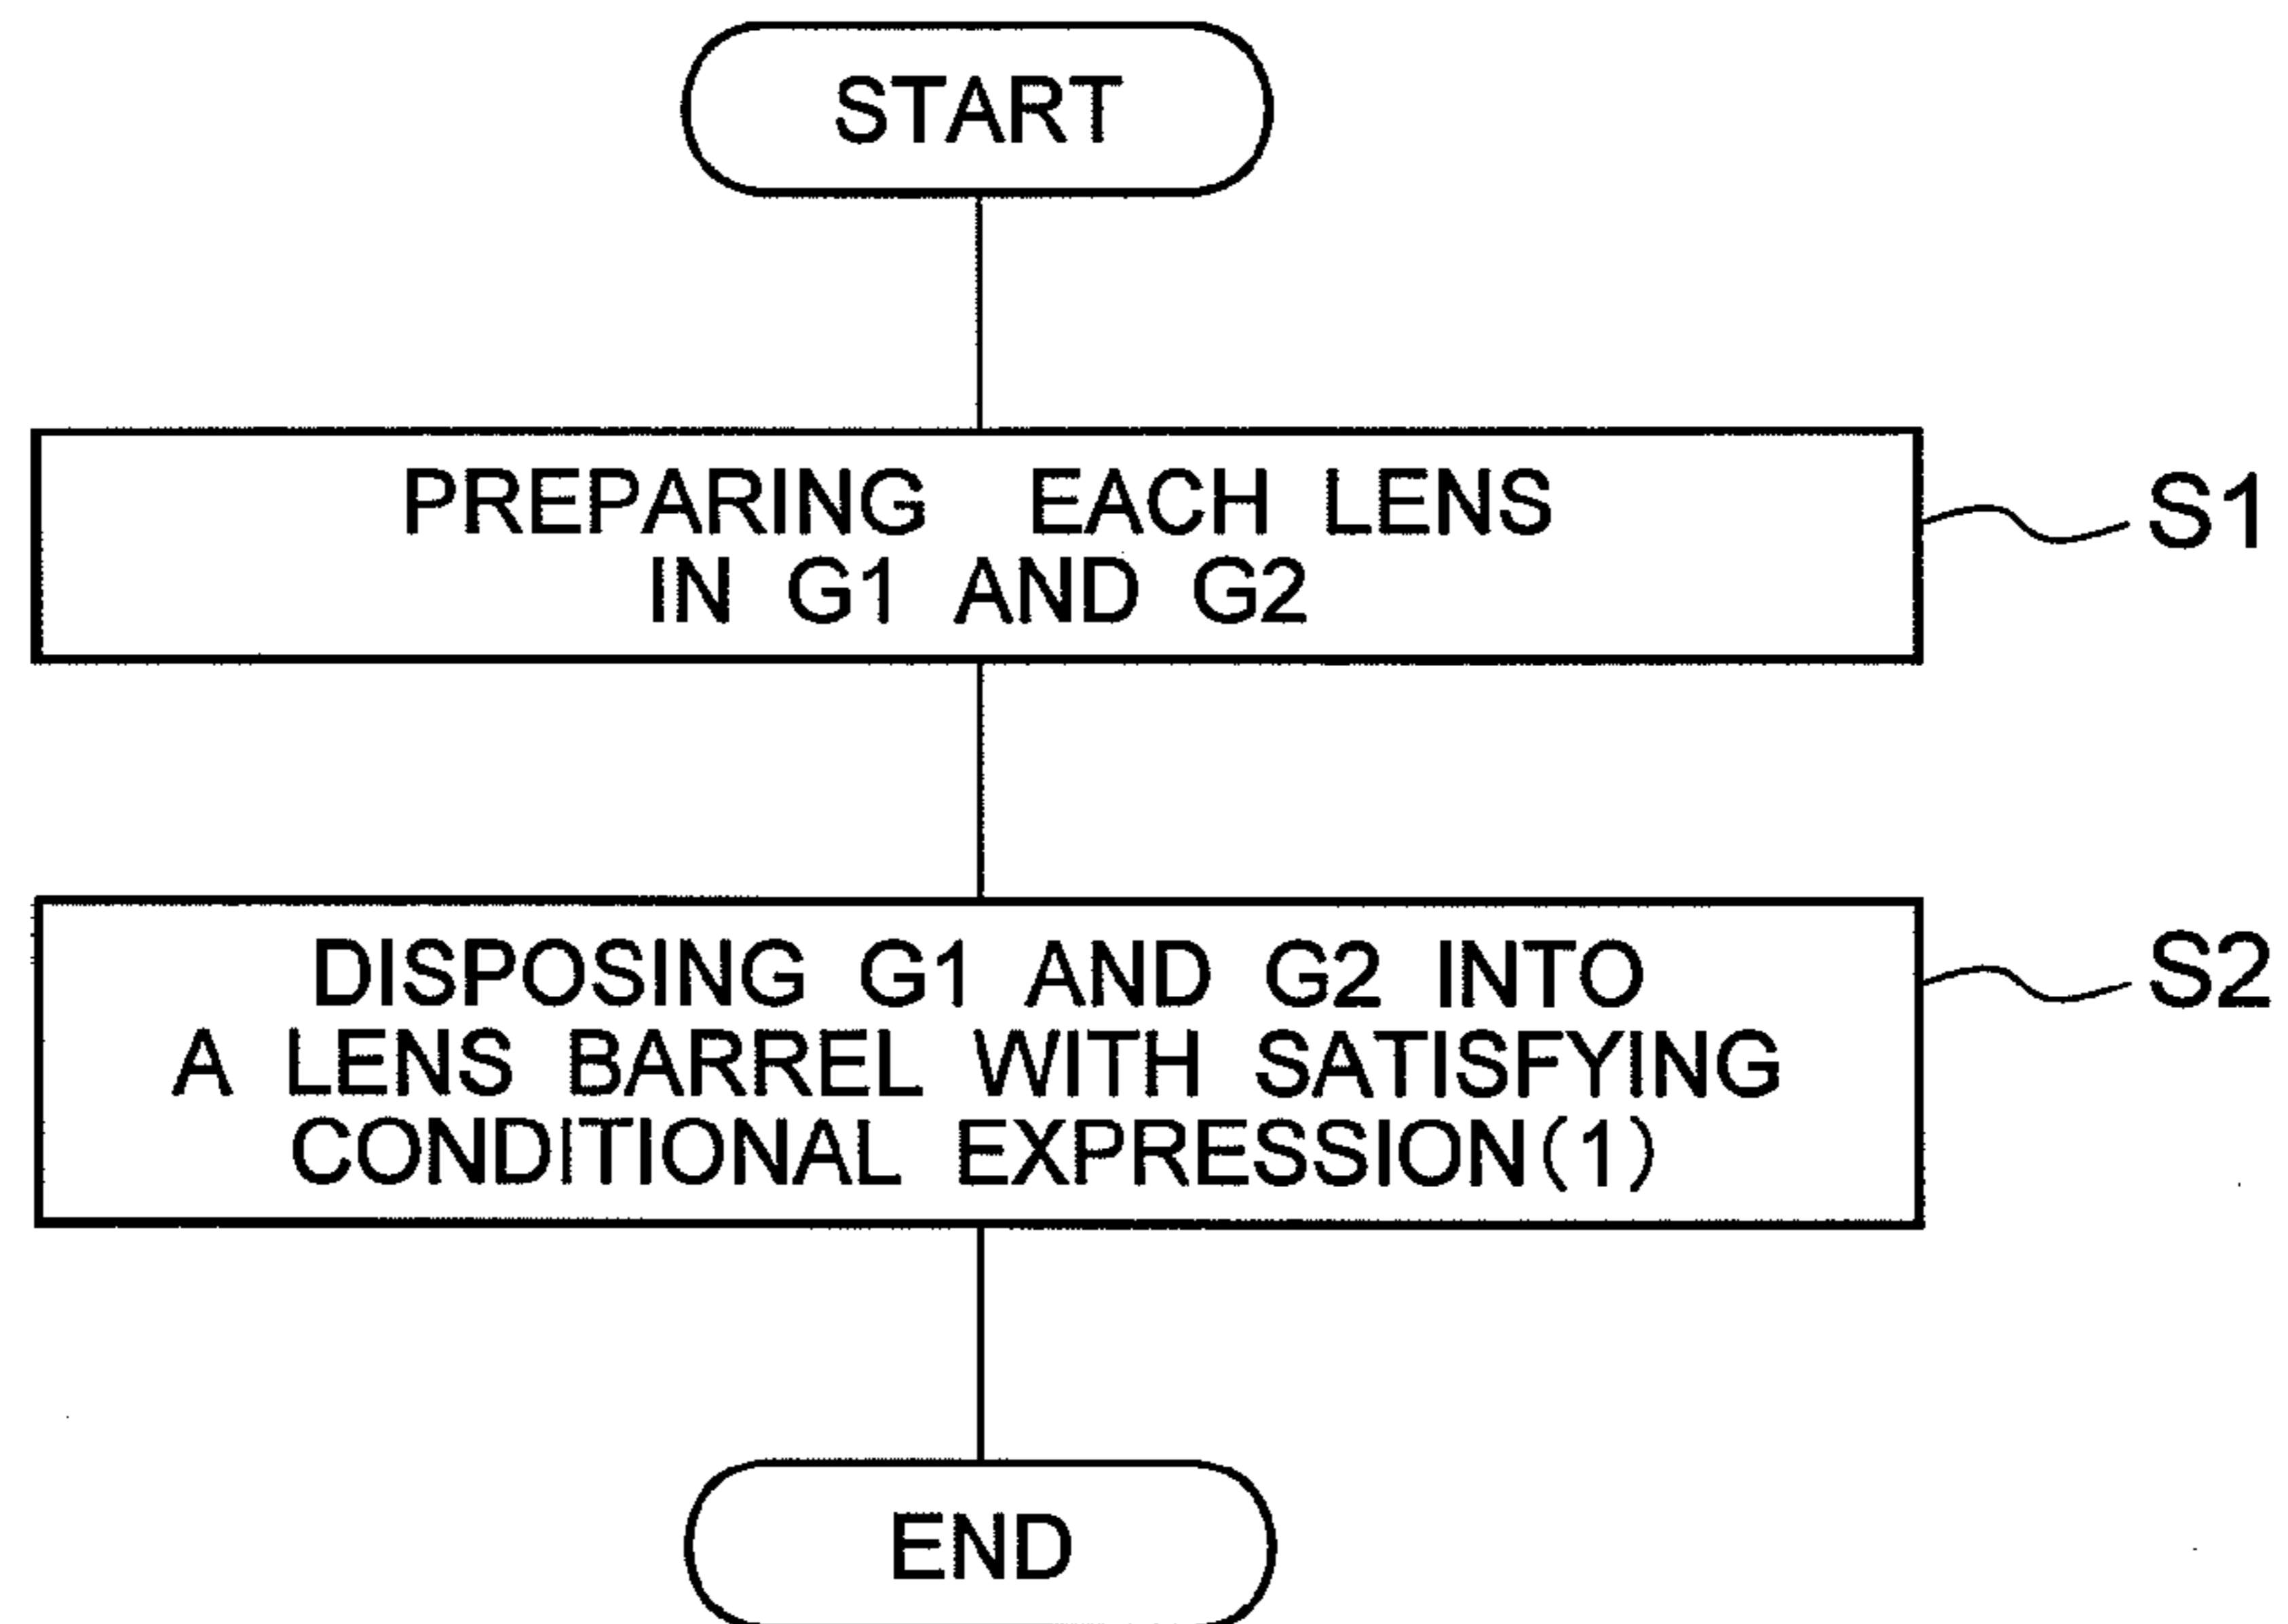 START
PREPARING EACH LENS
IN G1 AND G2
S1
DISPOSING G1 AND G2 INTO
A LENS BARREL WITH SATISFYING
CONDITIONAL EXPRESSION(1)
S2
END